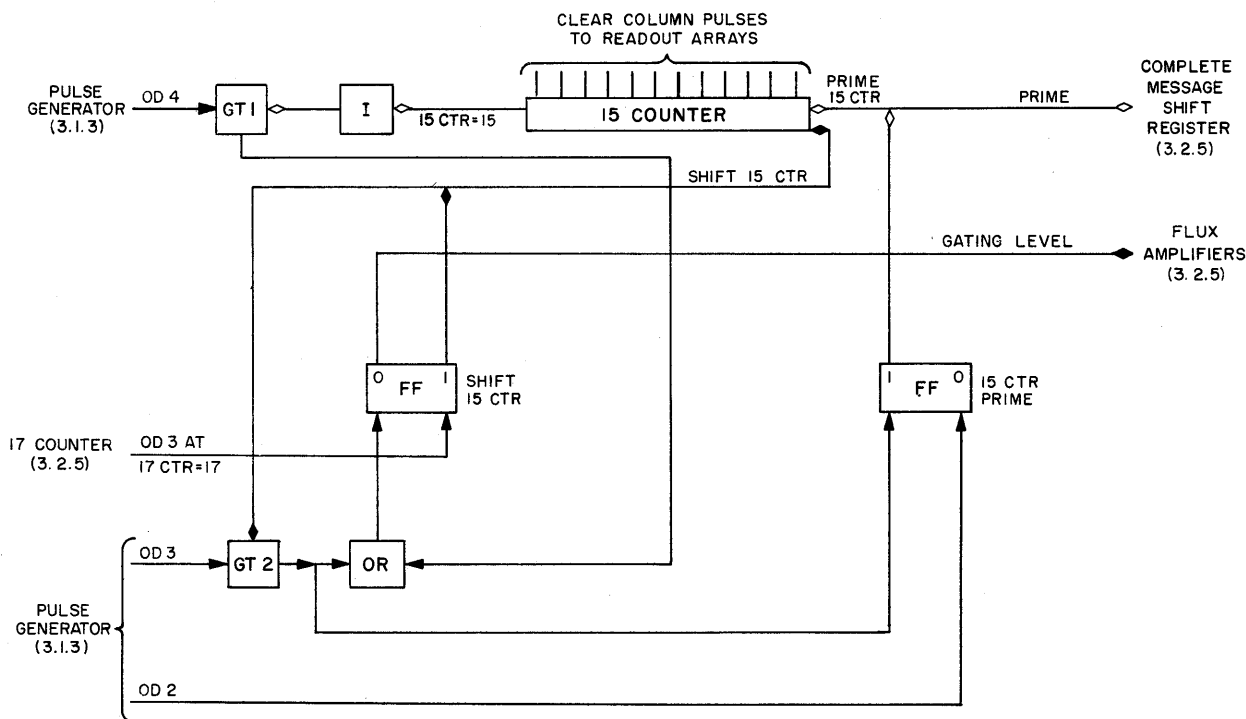 CLEAR COLUMN PULSES
TO READOUT ARRAYS
PULSE
GENERATOR
(3.1.3)
OD 4
GT 1
I
15 CTR=15
15 COUNTER
PRIME
15 CTR
PRIME
COMPLETE
MESSAGE
SHIFT
REGISTER
(3.2.5)
SHIFT 15 CTR
GATING LEVEL
FLUX
AMPLIFIERS
(3.2.5)
0 FF 1
SHIFT
15 CTR
1 FF 0
15 CTR
PRIME
17 COUNTER
(3.2.5)
OD 3 AT
17 CTR=17
OD 3
GT 2
OR
PULSE
GENERATOR
(3.1.3)
OD 2